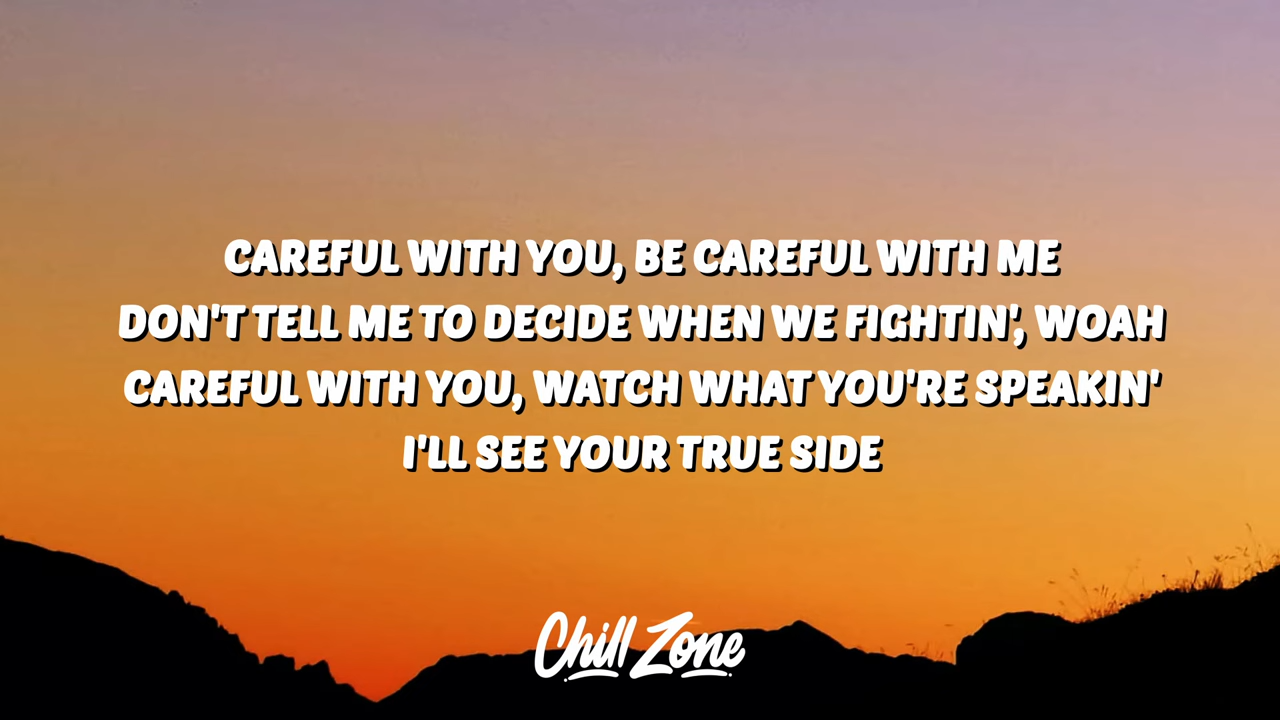 CAREFUL WITH YOU, BE CAREFUL WITH ME
DON'T TELL ME TO DECIDE WHEN WE FIGHTIN', WOAH
CAREFUL WITH YOU, WATCH WHAT YOU'RE SPEAKIN'
I'LL SEE YOUR TRUE SIDE
Chill Zone